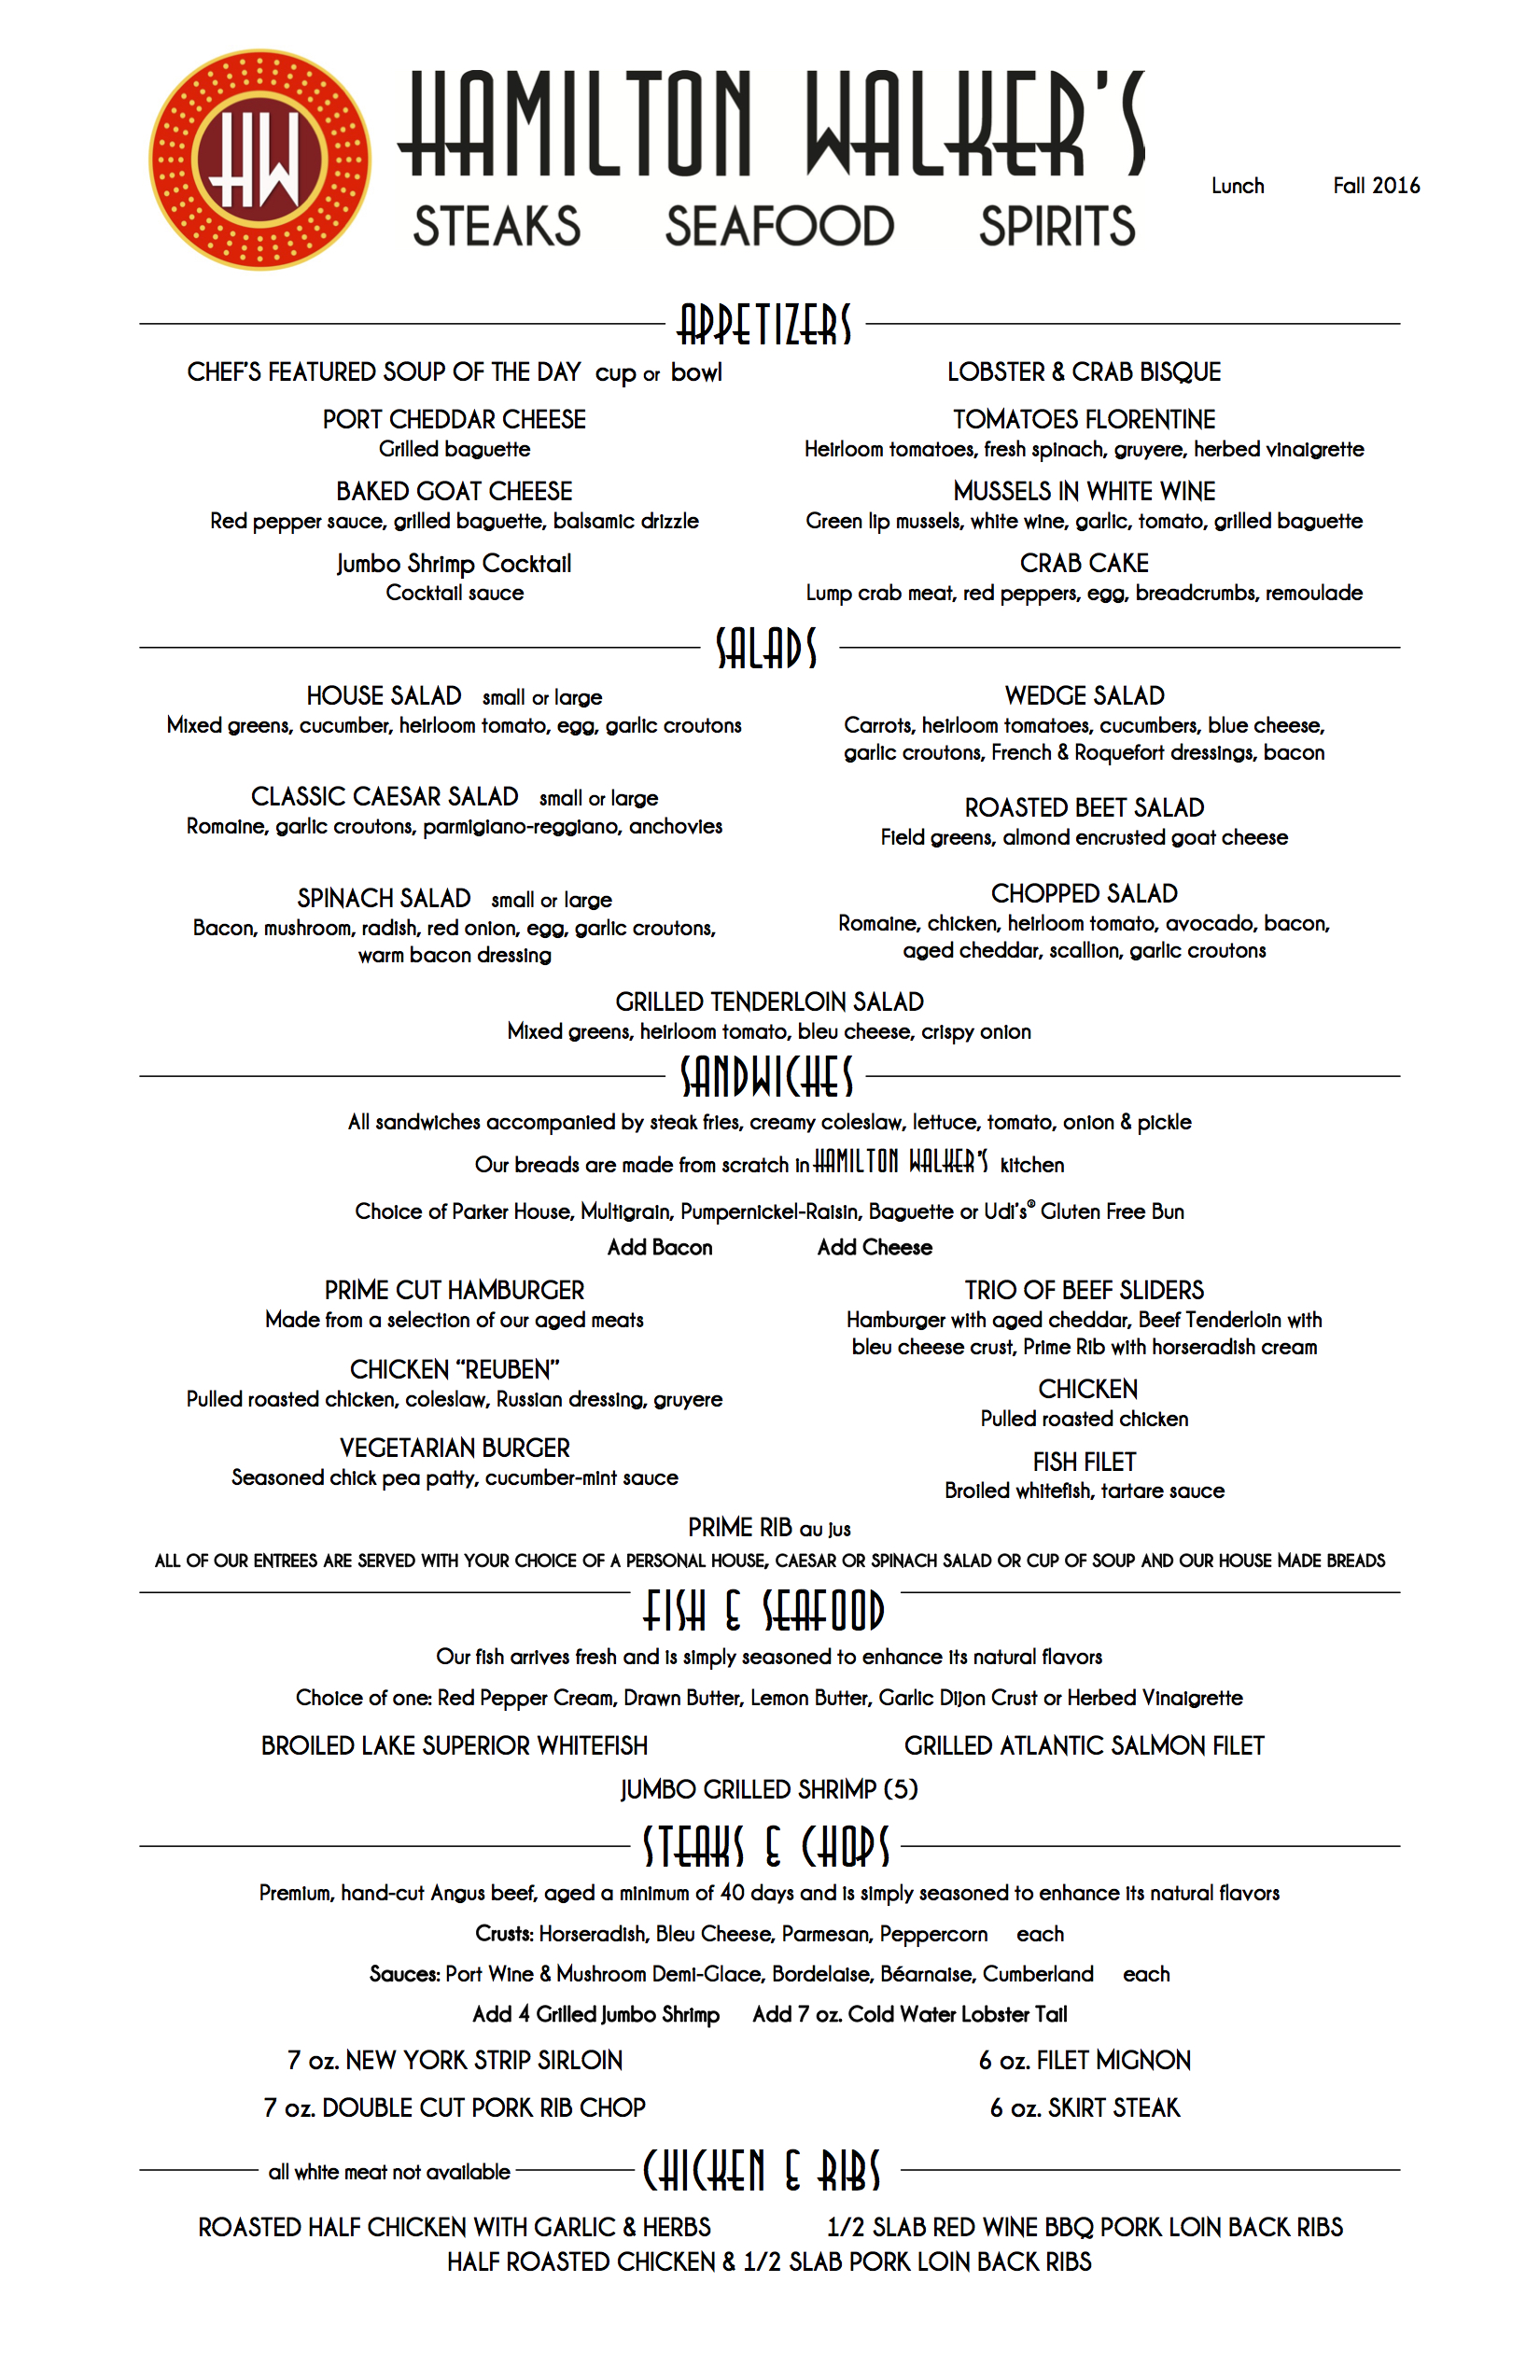 HW
HAMILTON WALKER'S
STEAKS SEAFOOD SPIRITS
Lunch Fall 2016
APPETIZERS
CHEF'S FEATURED SOUP OF THE DAY cup or bowl
PORT CHEDDAR CHEESE
Grilled baguette
BAKED GOAT CHEESE
Red pepper sauce, grilled baguette, balsamic drizzle
Jumbo Shrimp Cocktail
Cocktail sauce
LOBSTER & CRAB BISQUE
TOMATOES FLORENTINE
Heirloom tomatoes, fresh spinach, gruyere, herbed vinaigrette
MUSSELS IN WHITE WINE
Green lip mussels, white wine, garlic, tomato, grilled baguette
CRAB CAKE
Lump crab meat, red peppers, egg, breadcrumbs, remoulade
SALADS
HOUSE SALAD small or large
Mixed greens, cucumber, heirloom tomato, egg, garlic croutons
CLASSIC CAESAR SALAD small or large
Romaine, garlic croutons, parmigiano-reggiano, anchovies
SPINACH SALAD small or large
Bacon, mushroom, radish, red onion, egg, garlic croutons,
warm bacon dressing
WEDGE SALAD
Carrots, heirloom tomatoes, cucumbers, blue cheese,
garlic croutons, French & Roquefort dressings, bacon
ROASTED BEET SALAD
Field greens, almond encrusted goat cheese
CHOPPED SALAD
Romaine, chicken, heirloom tomato, avocado, bacon,
aged cheddar, scallion, garlic croutons
GRILLED TENDERLOIN SALAD
Mixed greens, heirloom tomato, bleu cheese, crispy onion
SANDWICHES
All sandwiches accompanied by steak fries, creamy coleslaw, lettuce, tomato, onion & pickle
Our breads are made from scratch in HAMILTON WALKER'S kitchen
Choice of Parker House, Multigrain, Pumpernickel-Raisin, Baguette or Udi's® Gluten Free Bun
Add Bacon Add Cheese
PRIME CUT HAMBURGER
Made from a selection of our aged meats
CHICKEN “REUBEN”
Pulled roasted chicken, coleslaw, Russian dressing, gruyere
VEGETARIAN BURGER
Seasoned chick pea patty, cucumber-mint sauce
TRIO OF BEEF SLIDERS
Hamburger with aged cheddar, Beef Tenderloin with
bleu cheese crust, Prime Rib with horseradish cream
CHICKEN
Pulled roasted chicken
FISH FILET
Broiled whitefish, tartare sauce
PRIME RIB au jus
ALL OF OUR ENTREES ARE SERVED WITH YOUR CHOICE OF A PERSONAL HOUSE, CAESAR OR SPINACH SALAD OR CUP OF SOUP AND OUR HOUSE MADE BREADS
FISH & SEAFOOD
Our fish arrives fresh and is simply seasoned to enhance its natural flavors
Choice of one: Red Pepper Cream, Drawn Butter, Lemon Butter, Garlic Dijon Crust or Herbed Vinaigrette
BROILED LAKE SUPERIOR WHITEFISH
GRILLED ATLANTIC SALMON FILET
JUMBO GRILLED SHRIMP (5)
STEAKS & CHOPS
Premium, hand-cut Angus beef, aged a minimum of 40 days and is simply seasoned to enhance its natural flavors
Crusts: Horseradish, Bleu Cheese, Parmesan, Peppercorn each
Sauces: Port Wine & Mushroom Demi-Glace, Bordelaise, Béarnaise, Cumberland each
Add 4 Grilled Jumbo Shrimp Add 7 oz. Cold Water Lobster Tail
7 oz. NEW YORK STRIP SIRLOIN
6 oz. FILET MIGNON
7 oz. DOUBLE CUT PORK RIB CHOP
6 oz. SKIRT STEAK
all white meat not available
CHICKEN & RIBS
ROASTED HALF CHICKEN WITH GARLIC & HERBS
1/2 SLAB RED WINE BBQ PORK LOIN BACK RIBS
HALF ROASTED CHICKEN & 1/2 SLAB PORK LOIN BACK RIBS